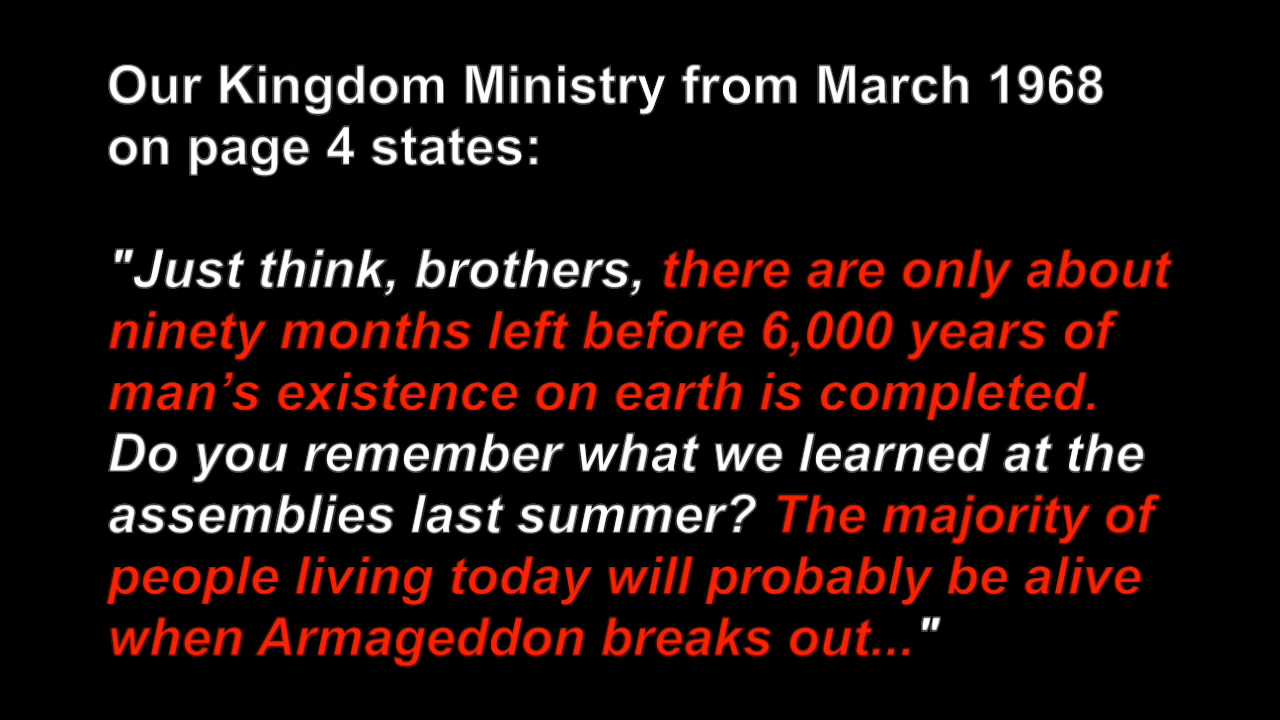 Our Kingdom Ministry from March 1968
on page 4 states:
"Just think, brothers, there are only about
ninety months left before 6,000 years of
man’s existence on earth is completed.
Do you remember what we learned at the
assemblies last summer? The majority of
people living today will probably be alive
when Armageddon breaks out..."